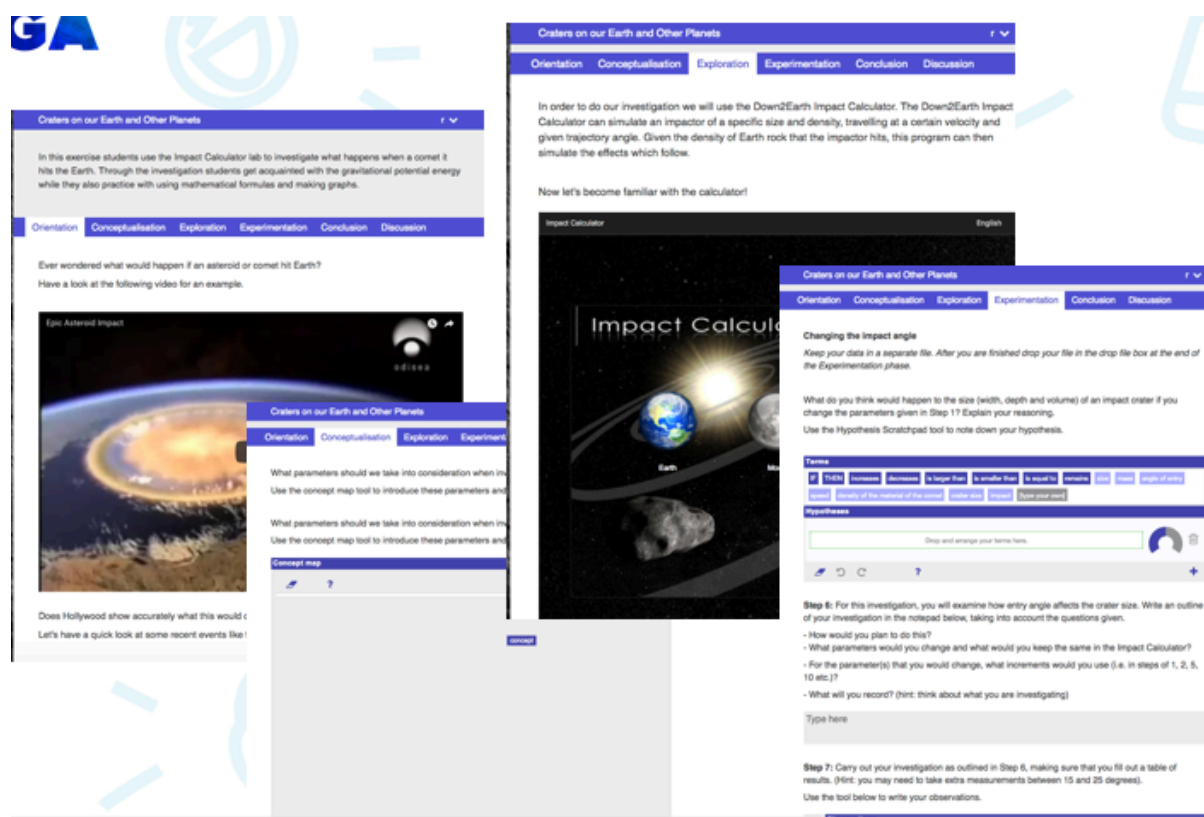 GA
Craters on our Earth and Other Planets
r
In this exercise students use the Impact Calculator lab to investigate what happens when a comet it
hits the Earth. Through the investigation students get acquainted with the gravitational potential energy
while they also practice with using mathematical formulas and making graphs.
Orientation Conceptualisation Exploration Experimentation Conclusion Discussion
Ever wondered what would happen if an asteroid or comet hit Earth?
Have a look at the following video for an example.
Epic Asteroid Impact
odisea
Does Hollywood show accurately what this would
Let's have a quick look at some recent events like
Craters on our Earth and Other Planets
Orientation Conceptualisation Exploration Experiment
What parameters should we take into consideration when
Use the concept map tool to introduce these parameters and
What parameters should we take into consideration when
Use the concept map tool to introduce these parameters and
Concept map
?
concept
Craters on our Earth and Other Planets
r
Orientation Conceptualisation Exploration Experimentation Conclusion Discussion
In order to do our investigation we will use the Down2Earth Impact Calculator. The Down2Earth Impact
Calculator can simulate an impactor of a specific size and density, travelling at a certain velocity and
given trajectory angle. Given the density of Earth rock that the impactor hits, this program can then
simulate the effects which follow.
Now let's become familiar with the calculator!
Impact Calculator
English
Impact Calcul
Earth
Mo
Craters on our Earth and Other Planets
r
Orientation Conceptualisation Exploration Experimentation Conclusion Discussion
Changing the impact angle
Keep your data in a separate file. After you are finished drop your file in the drop file box at the end of
the Experimentation phase.
What do you think would happen to the size (width, depth and volume) of an impact crater if you
change the parameters given in Step 1? Explain your reasoning.
Use the Hypothesis Scratchpad tool to note down your hypothesis.
Terms
IF THEN increases decreases is larger than is smaller than is equal to remains size mass angle of entry
speed density of the material of the comet crater size impact [type your own]
Hypotheses
Drop and arrange your terms here.
? +
Step 6: For this investigation, you will examine how entry angle affects the crater size. Write an outline
of your investigation in the notepad below, taking into account the questions given.
- How would you plan to do this?
- What parameters would you change and what would you keep the same in the Impact Calculator?
- For the parameter(s) that you would change, what increments would you use (i.e. in steps of 1, 2, 5,
10 etc.)?
- What will you record? (hint: think about what you are investigating)
Type here
Step 7: Carry out your investigation as outlined in Step 6, making sure that you fill out a table of
results. (Hint: you may need to take extra measurements between 15 and 25 degrees).
Use the tool below to write your observations.